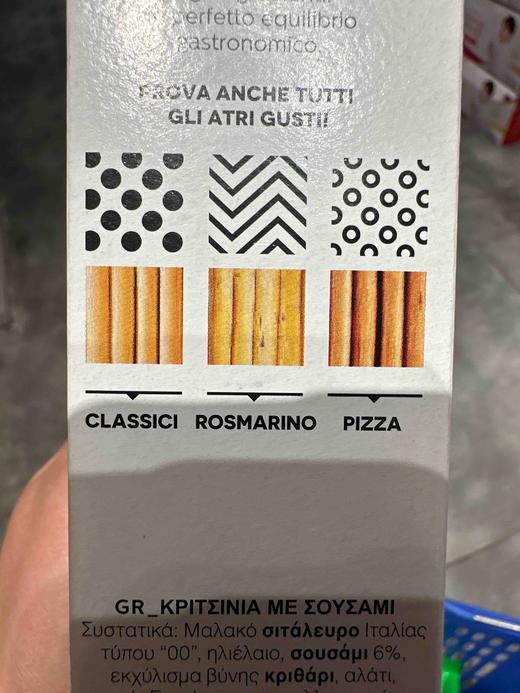 perfetto equilibrio
gastronomico.
PROVA ANCHE TUTTI
GLI ATRI GUSTI!
CLASSICI ROSMARINO PIZZA
GR_ΚΡΙΤΣΙΝΙΑ ΜΕ ΣΟΥΣΑΜΙ
Συστατικά: Μαλακό σιτάλευρο Ιταλίας
τύπου “00”, ηλιέλαιο, σουσάμι 6%,
εκχύλισμα βύνης κριθάρι, αλάτι,